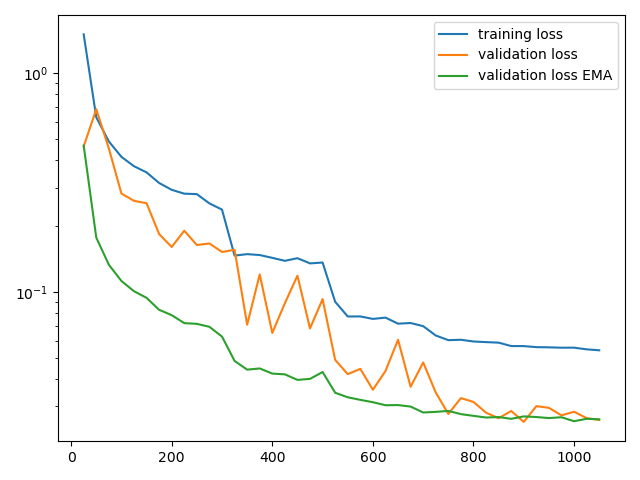 training loss
validation loss
validation loss EMA
10⁰
10⁻¹
0 200 400 600 800 1000